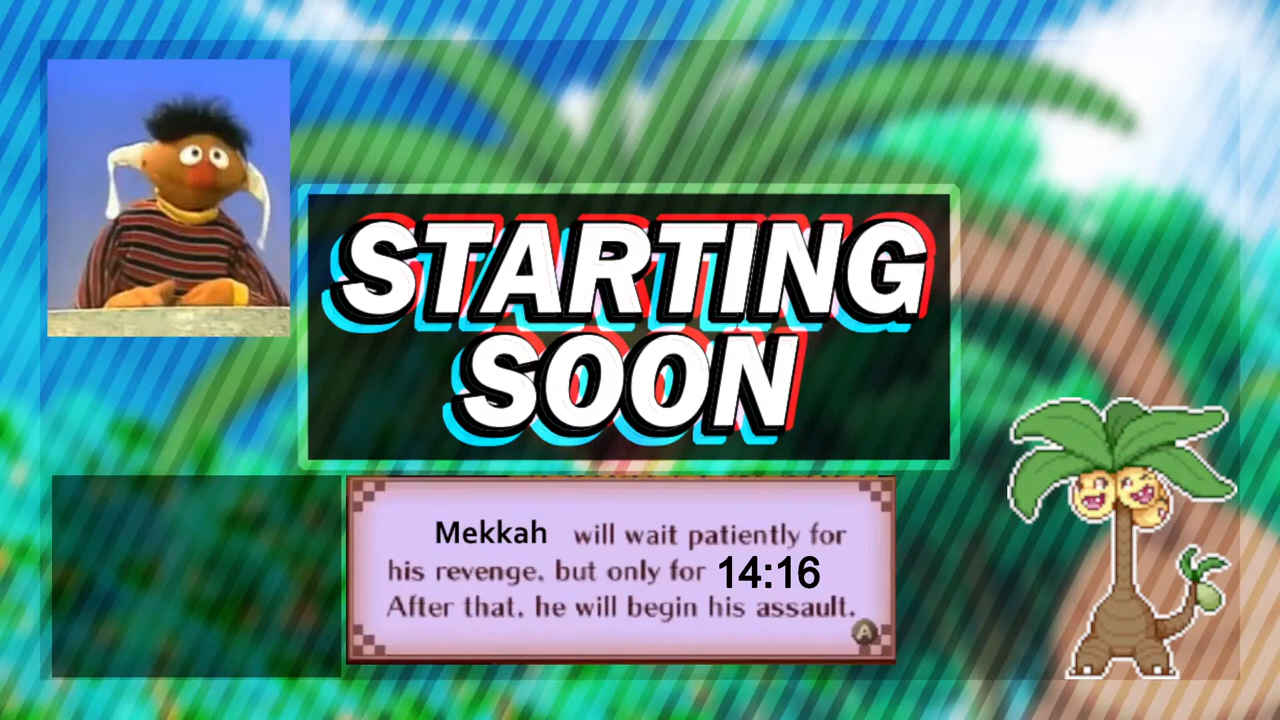 STARTING
SOON
Mekkah will wait patiently for
his revenge, but only for 14:16
After that, he will begin his assault.
A